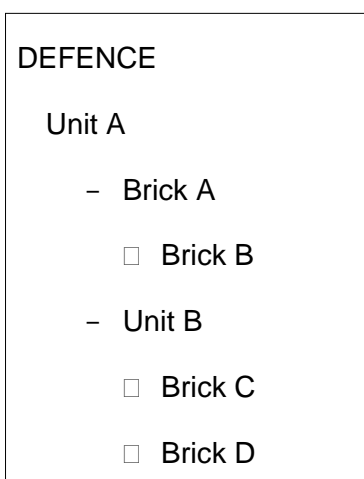 DEFENCE
Unit A
– Brick A
□ Brick B
– Unit B
□ Brick C
□ Brick D